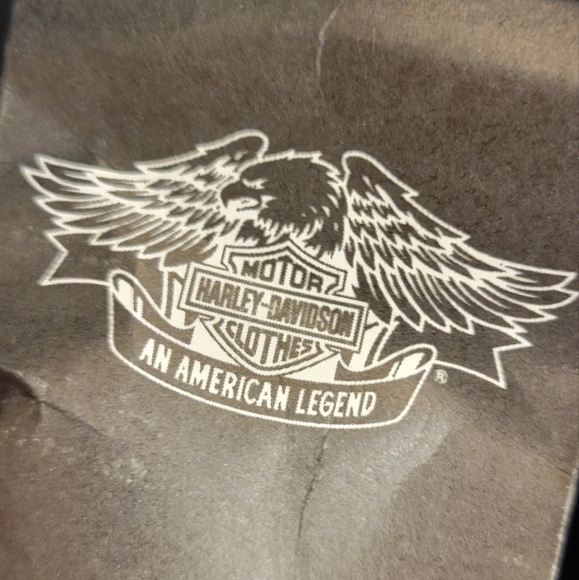 MOTOR
HARLEY-DAVIDSON
CLOTHES
AN AMERICAN LEGEND
®